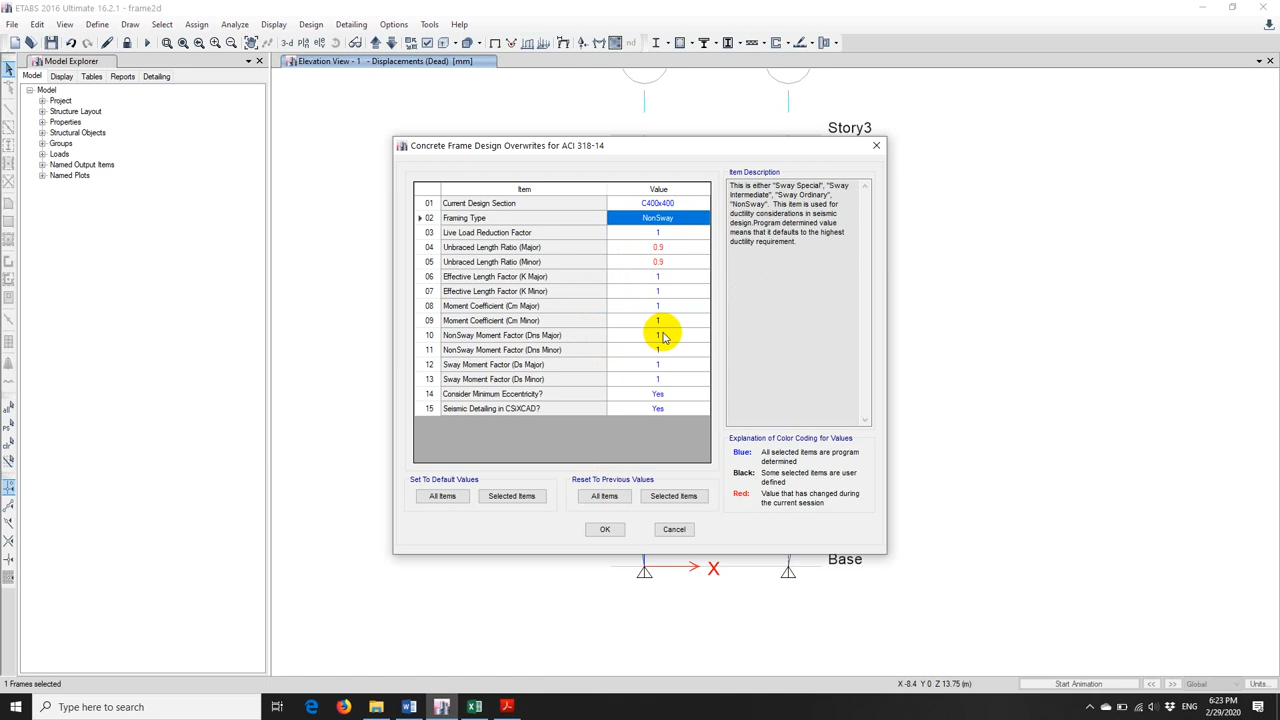 ETABS 2016 Ultimate 16.2.1 - frame2d
File Edit View Define Draw Select Assign Analyze Display Design Detailing Options Tools Help
3-d
nd
Model Explorer
Elevation View - 1 - Displacements (Dead) [mm]
Model Display Tables Reports Detailing
Model
Project
Structure Layout
Properties
Structural Objects
Groups
Loads
Named Output Items
Named Plots
all
clr
Story3
Concrete Frame Design Overwrites for ACI 318-14
Item Value
01 Current Design Section C400x400
02 Framing Type NonSway
03 Live Load Reduction Factor 1
04 Unbraced Length Ratio (Major) 0.9
05 Unbraced Length Ratio (Minor) 0.9
06 Effective Length Factor (K Major) 1
07 Effective Length Factor (K Minor) 1
08 Moment Coefficient (Cm Major) 1
09 Moment Coefficient (Cm Minor) 1
10 NonSway Moment Factor (Dns Major) 1
11 NonSway Moment Factor (Dns Minor) 1
12 Sway Moment Factor (Ds Major) 1
13 Sway Moment Factor (Ds Minor) 1
14 Consider Minimum Eccentricity? Yes
15 Seismic Detailing in CSiXCAD? Yes
Item Description
This is either "Sway Special", "Sway
Intermediate", "Sway Ordinary",
"NonSway". This item is used for
ductility considerations in seismic
design.Program determined value
means that it defaults to the highest
ductility requirement.
Explanation of Color Coding for Values
Blue: All selected items are program
determined
Black: Some selected items are user
defined
Red: Value that has changed during
the current session
Set To Default Values
All Items Selected Items
Reset To Previous Values
All Items Selected Items
OK Cancel
Base
X
1 Frames selected
X -8.4 Y 0 Z 13.75 (m)
Start Animation << >> Global Units...
Type here to search
ENG
6:23 PM
2/29/2020